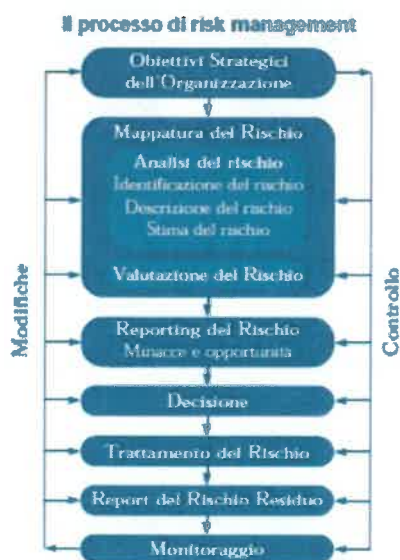 Il processo di risk management
Obiettivi Strategici
dell'Organizzazione
Mappatura del Rischio
Analisi del rischio
Identificazione del rischio
Descrizione del rischio
Stima del rischio
Valutazione del Rischio
Reporting del Rischio
Minacce e opportunità
Decisione
Trattamento del Rischio
Report del Rischio Residuo
Monitoraggio
Modifiche
Controllo